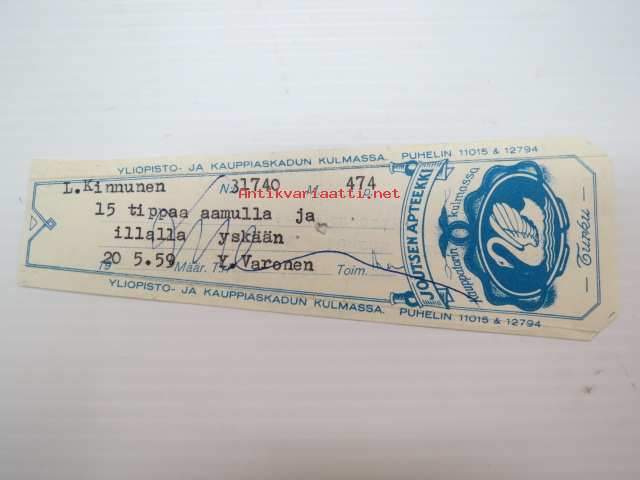 YLIOPISTO- JA KAUPPIASKADUN KULMASSA. PUHELIN 11015 & 12794
L.Kinnunen N:o 31740 M. 474 p.
Antikvariaatti.net
15 tippaa aamulla ja
illalla yskään
20 5.59 Määr. T:ri Y.Varonen Toim.
YLIOPISTO- JA KAUPPIASKADUN KULMASSA. PUHELIN 11015 & 12794
JOUTSEN APTEEKKI
Kauppatorin kulmassa
— Turku —